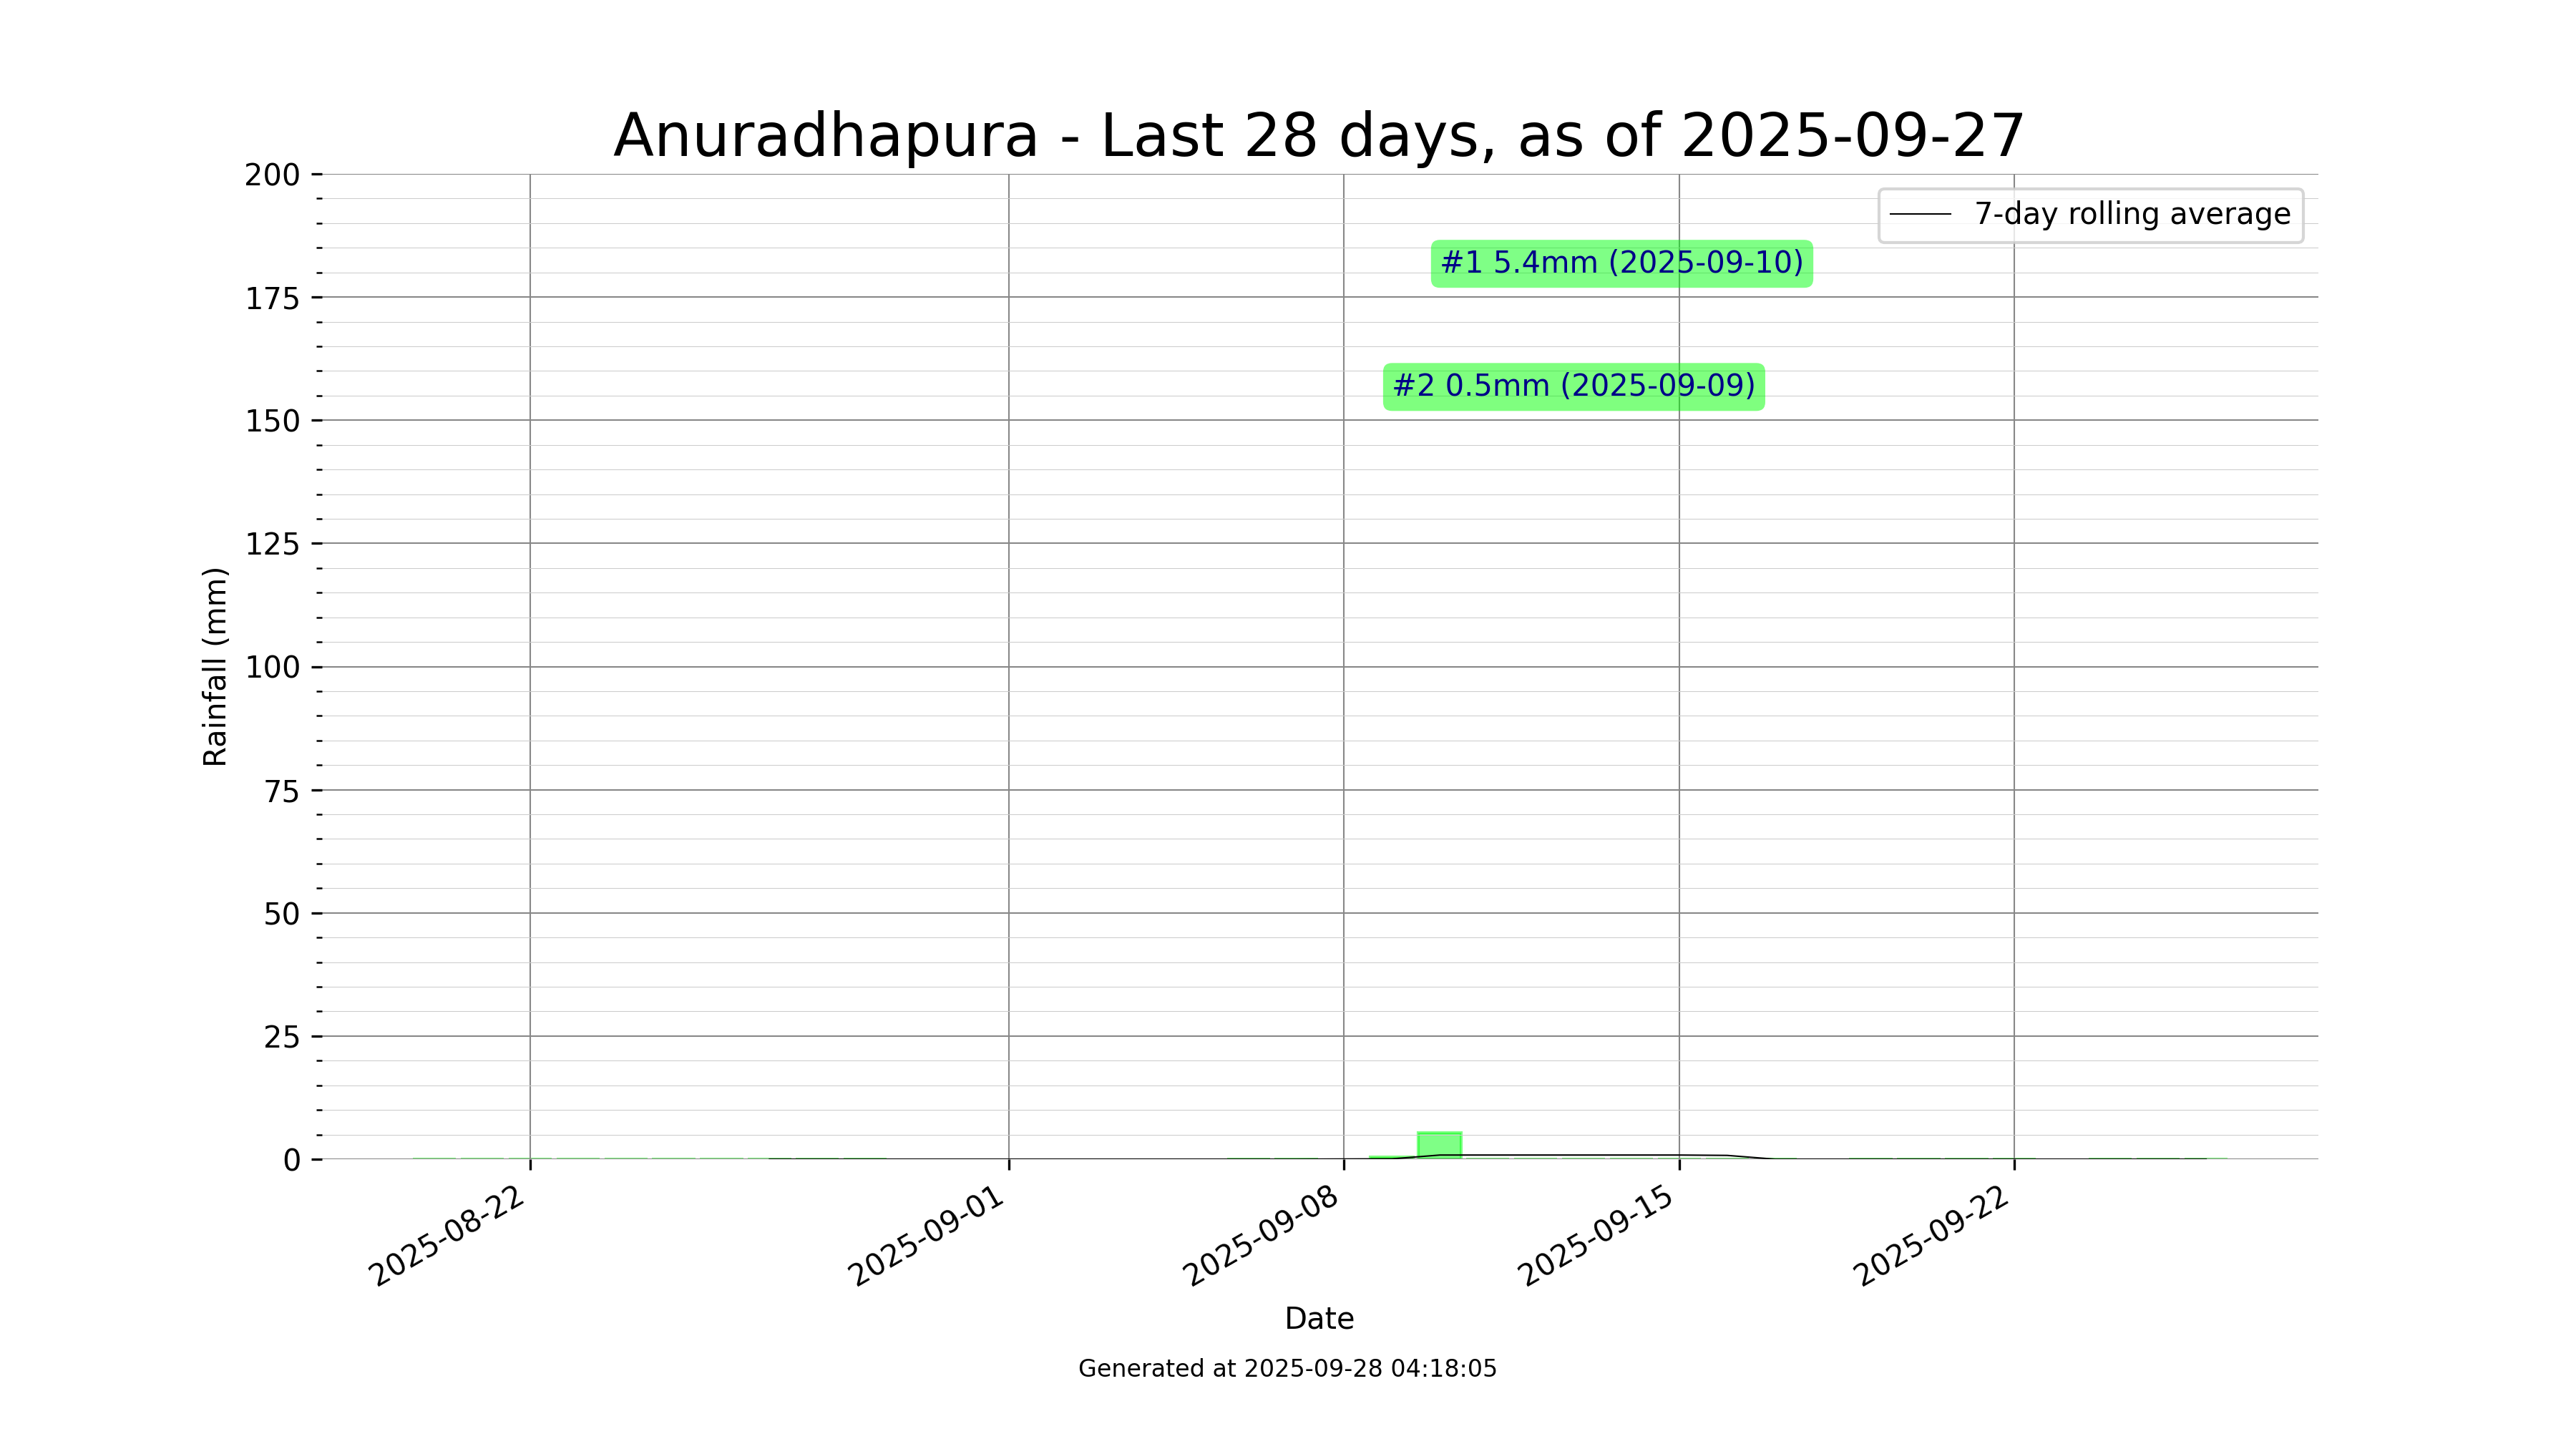 Anuradhapura - Last 28 days, as of 2025-09-27
200
175
150
125
100
75
50
25
0
Rainfall (mm)
7-day rolling average
#1 5.4mm (2025-09-10)
#2 0.5mm (2025-09-09)
2025-08-22
2025-09-01
2025-09-08
2025-09-15
2025-09-22
Date
Generated at 2025-09-28 04:18:05